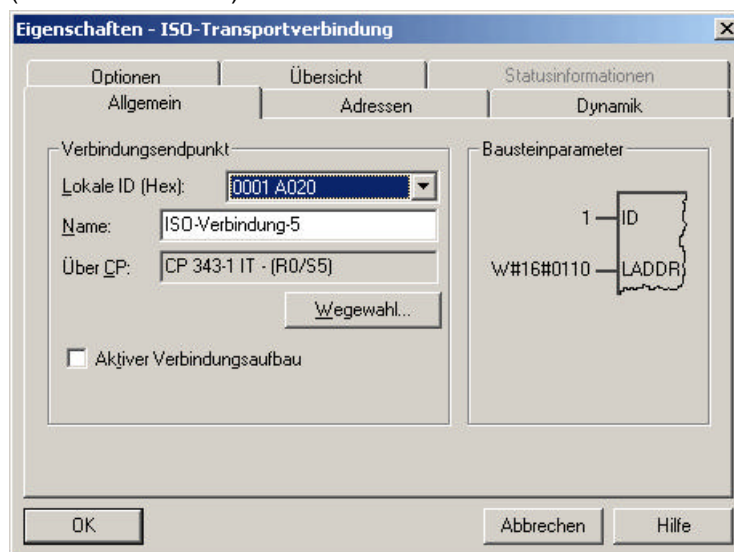 Eigenschaften - ISO-Transportverbindung
Optionen Übersicht Statusinformationen
Allgemein Adressen Dynamik
Verbindungsendpunkt
Lokale ID (Hex): 0001 A020
Name: ISO-Verbindung-5
Über CP: CP 343-1 IT - (R0/S5)
Wegewahl...
Aktiver Verbindungsaufbau
Bausteinparameter
1 ID
W#16#0110 LADDR
OK Abbrechen Hilfe